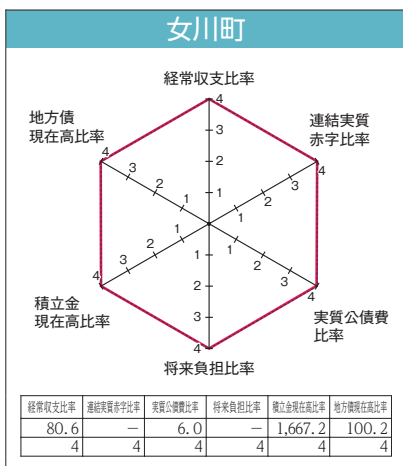 女川町
経常収支比率
地方債
現在高比率
連結実質
赤字比率
4
4
4
3
3
3
2
2
2
1
1
1
1
1
1
2
2
2
3
3
3
4
4
4
積立金
現在高比率
実質公債費
比率
将来負担比率
経常収支比率 連結実質赤字比率 実質公債費比率 将来負担比率 積立金現在高比率 地方債現在高比率
80.6 － 6.0 － 1,667.2 100.2
4 4 4 4 4 4